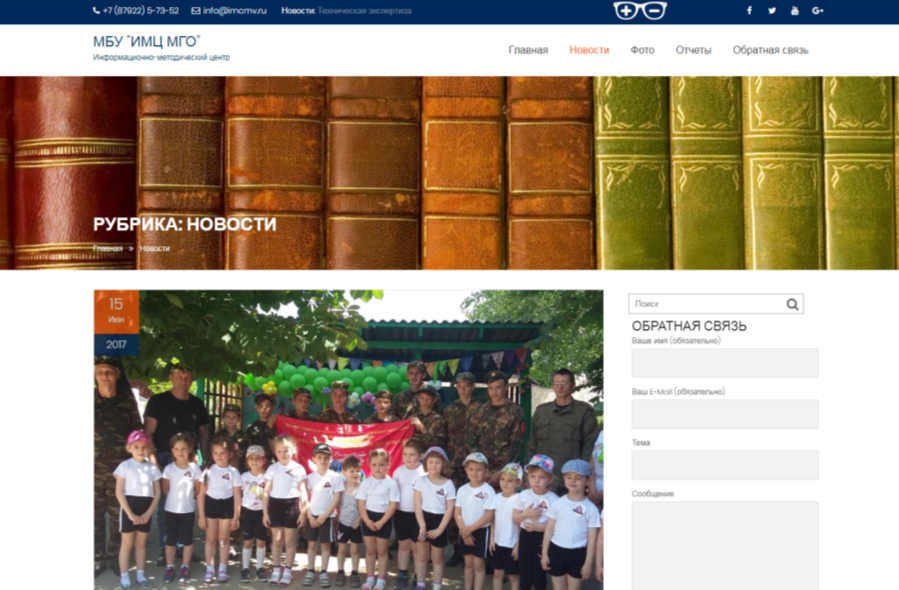 +7 (87922) 5-73-52 info@imcmv.ru Новости: Техническая экспертиза
МБУ "ИМЦ МГО"
Информационно-методический центр
Главная Новости Фото Отчеты Обратная связь
РУБРИКА: НОВОСТИ
Главная » Новости
15
Июн
2017
Поиск
ОБРАТНАЯ СВЯЗЬ
Ваше имя (обязательно)
Ваш E-Mail (обязательно)
Тема
Сообщение